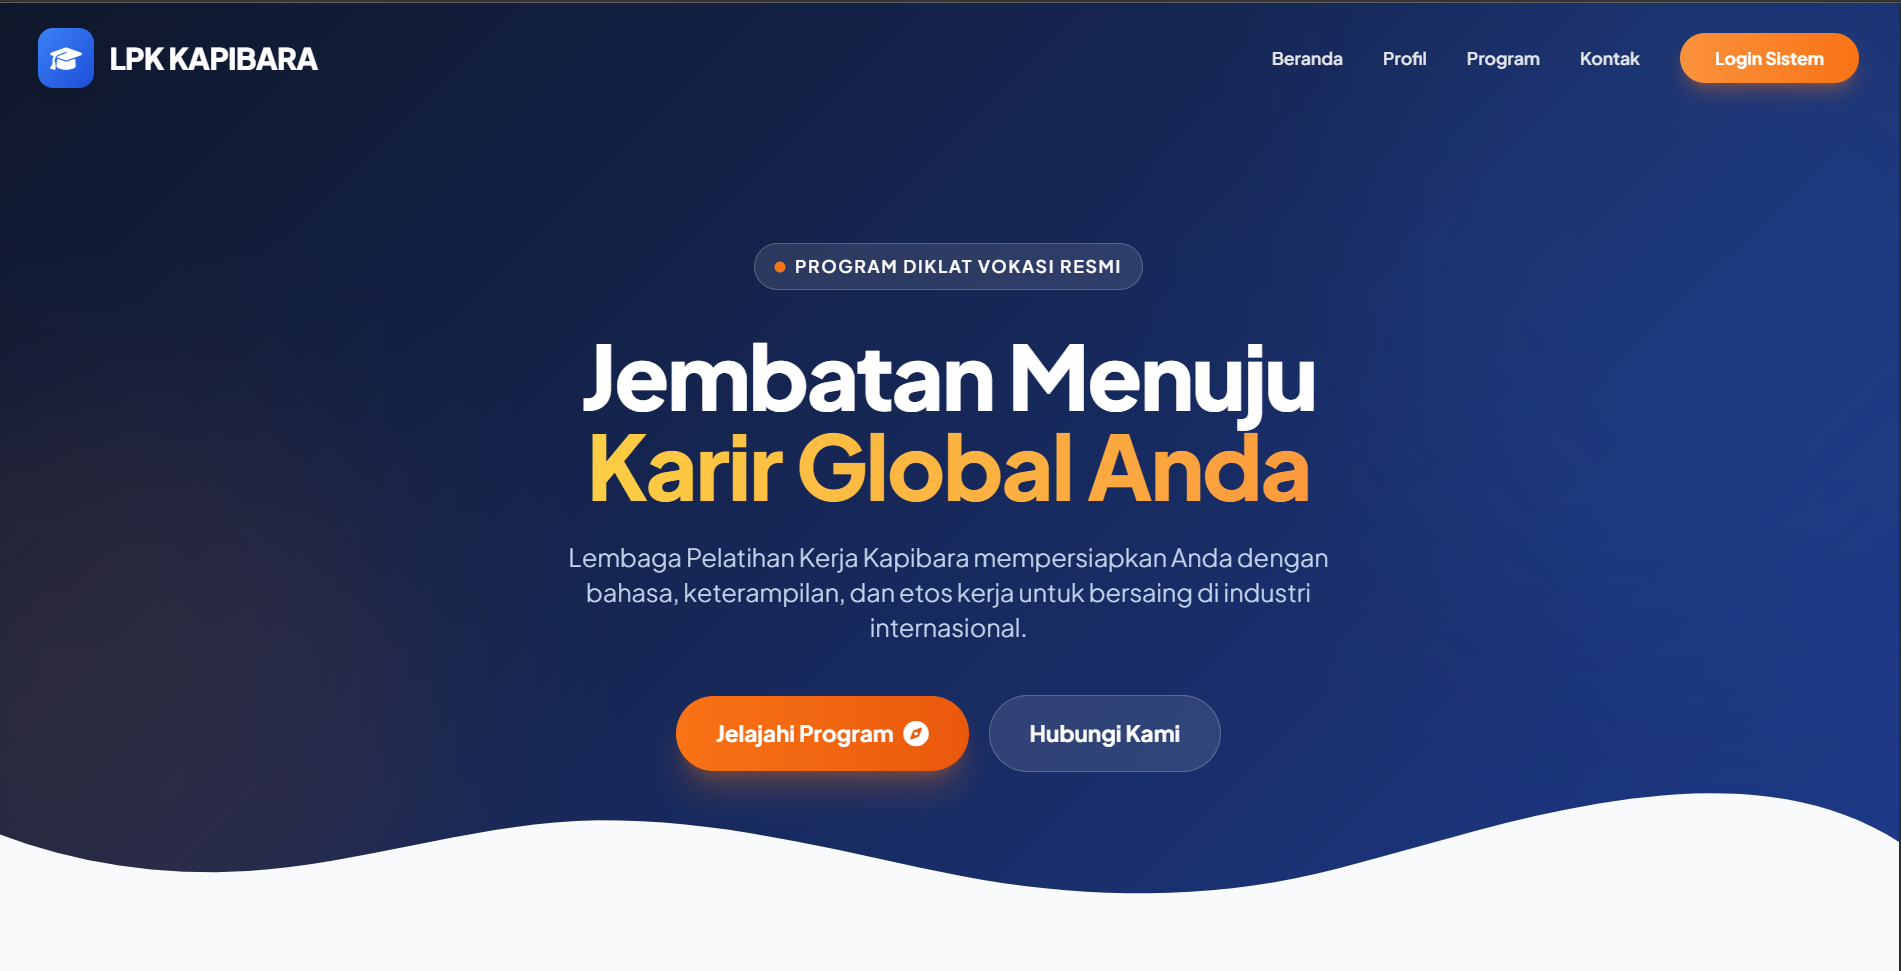 LPK KAPIBARA
Beranda
Profil
Program
Kontak
Login Sistem
PROGRAM DIKLAT VOKASI RESMI
Jembatan Menuju
Karir Global Anda
Lembaga Pelatihan Kerja Kapibara mempersiapkan Anda dengan
bahasa, keterampilan, dan etos kerja untuk bersaing di industri
internasional.
Jelajahi Program
Hubungi Kami